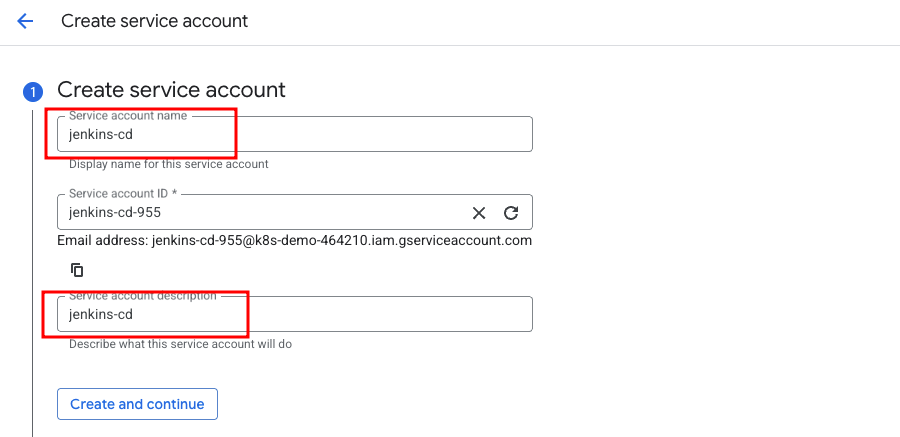 Create service account
1 Create service account
Service account name
jenkins-cd
Display name for this service account
Service account ID *
jenkins-cd-955
Email address: jenkins-cd-955@k8s-demo-464210.iam.gserviceaccount.com
Service account description
jenkins-cd
Describe what this service account will do
Create and continue